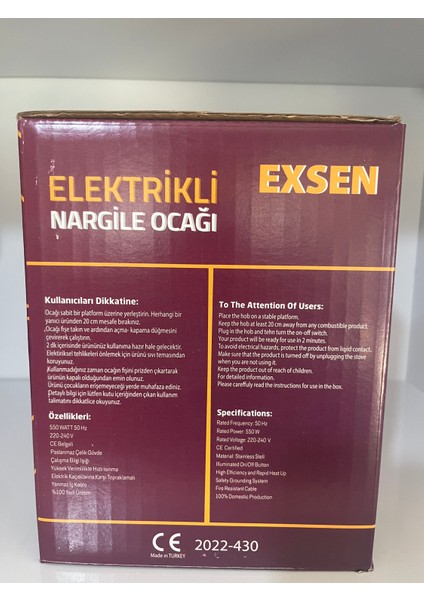 ELEKTRİKLİ
NARGİLE OCAĞI
EXSEN
Kullanıcıları Dikkatine:
Ocağı sabit bir platform üzerine yerleştirin. Herhangi bir
yanıcı üründen 20 cm mesafe bırakınız.
Ocağı fişe takın ve ardından açma- kapama düğmesini
çevirerek çalıştırın.
2 dk içerisinde ürününüz kullanıma hazır hale gelecektir.
Elektiriksel tehlikeleri önlemek için ürünü sıvı temasından
koruyunuz.
Kullanmadığınız zaman ocağın fişini prizden çıkartarak
ürünün kapalı olduğundan emin olunuz.
Ürünü çocukların erişemeyeceği yerde muhafaza ediniz.
Detaylı bilgi için lütfen kutu içeriğinden çıkan kullanım
talimatını dikkatlice okuyunuz.
Özellikleri:
550 WATT 50 Hz
220-240 V
CE Belgeli
Paslanmaz Çelik Gövde
Çalışma Bilgi Işığı
Yüksek Verimlilikte Hızlı Isınma
Elektrik Kaçaklarına Karşı Topraklamalı
Yanmaz İç Kablo
%100 Yerli Üretim
To The Attention Of Users:
Place the hob on a stable platform.
Keep the hob at least 20 cm away from any combustible product.
Plug in the hob and tehn turn the on-off switch.
Your product will be ready for use in 2 minutes.
To avoid electrical hazards, protect the product from liquid contact.
Make sure that the product is turned off by unplugging the stove
when you are not using it.
Keep the product out of reach of children.
For detailed information.
Please carefluly read the instructions for use in the box.
Specifications:
Rated Frequency: 50 Hz
Rated Power: 550 W
Rated Voltage: 220-240 V
CE Certified
Material: Stainless Stell
Illuminated On/Off Button
High Efficiency and Rapid Heat Up
Safety Grounding System
Fire Resistant Cable
100% Domestic Production
CE 2022-430
Made in TURKEY